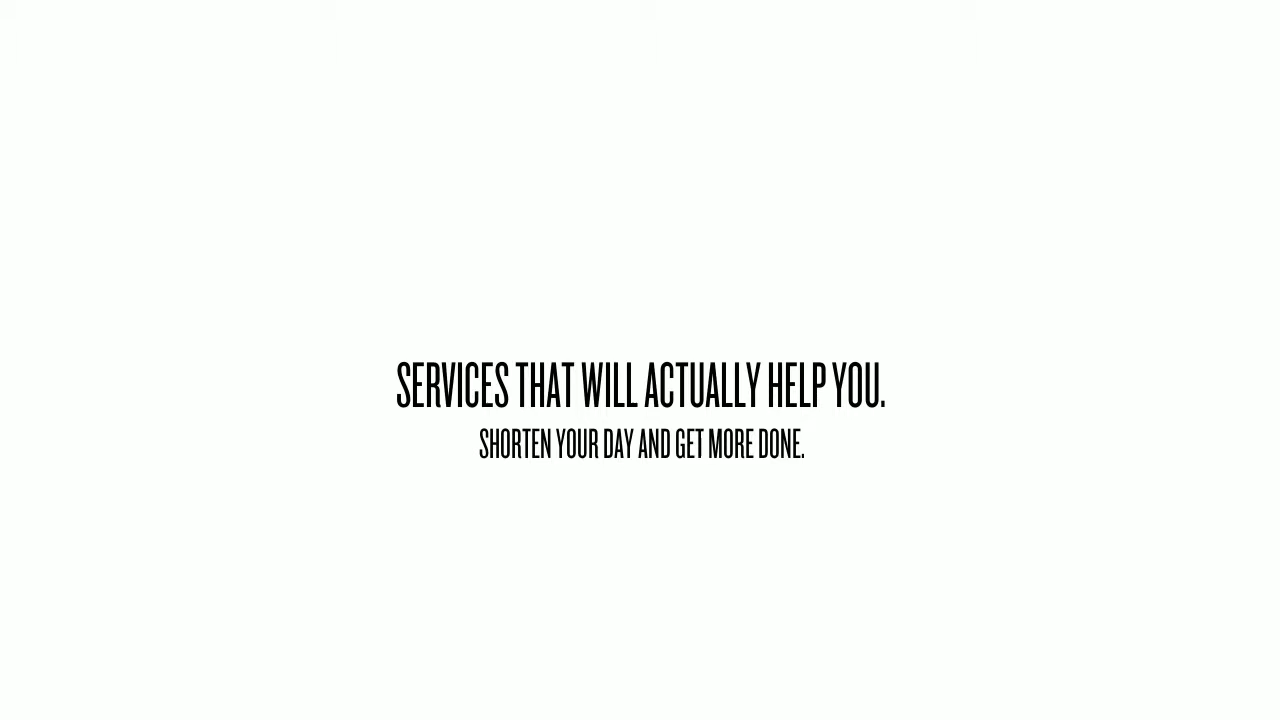 SERVICES THAT WILL ACTUALLY HELP YOU.
SHORTEN YOUR DAY AND GET MORE DONE.